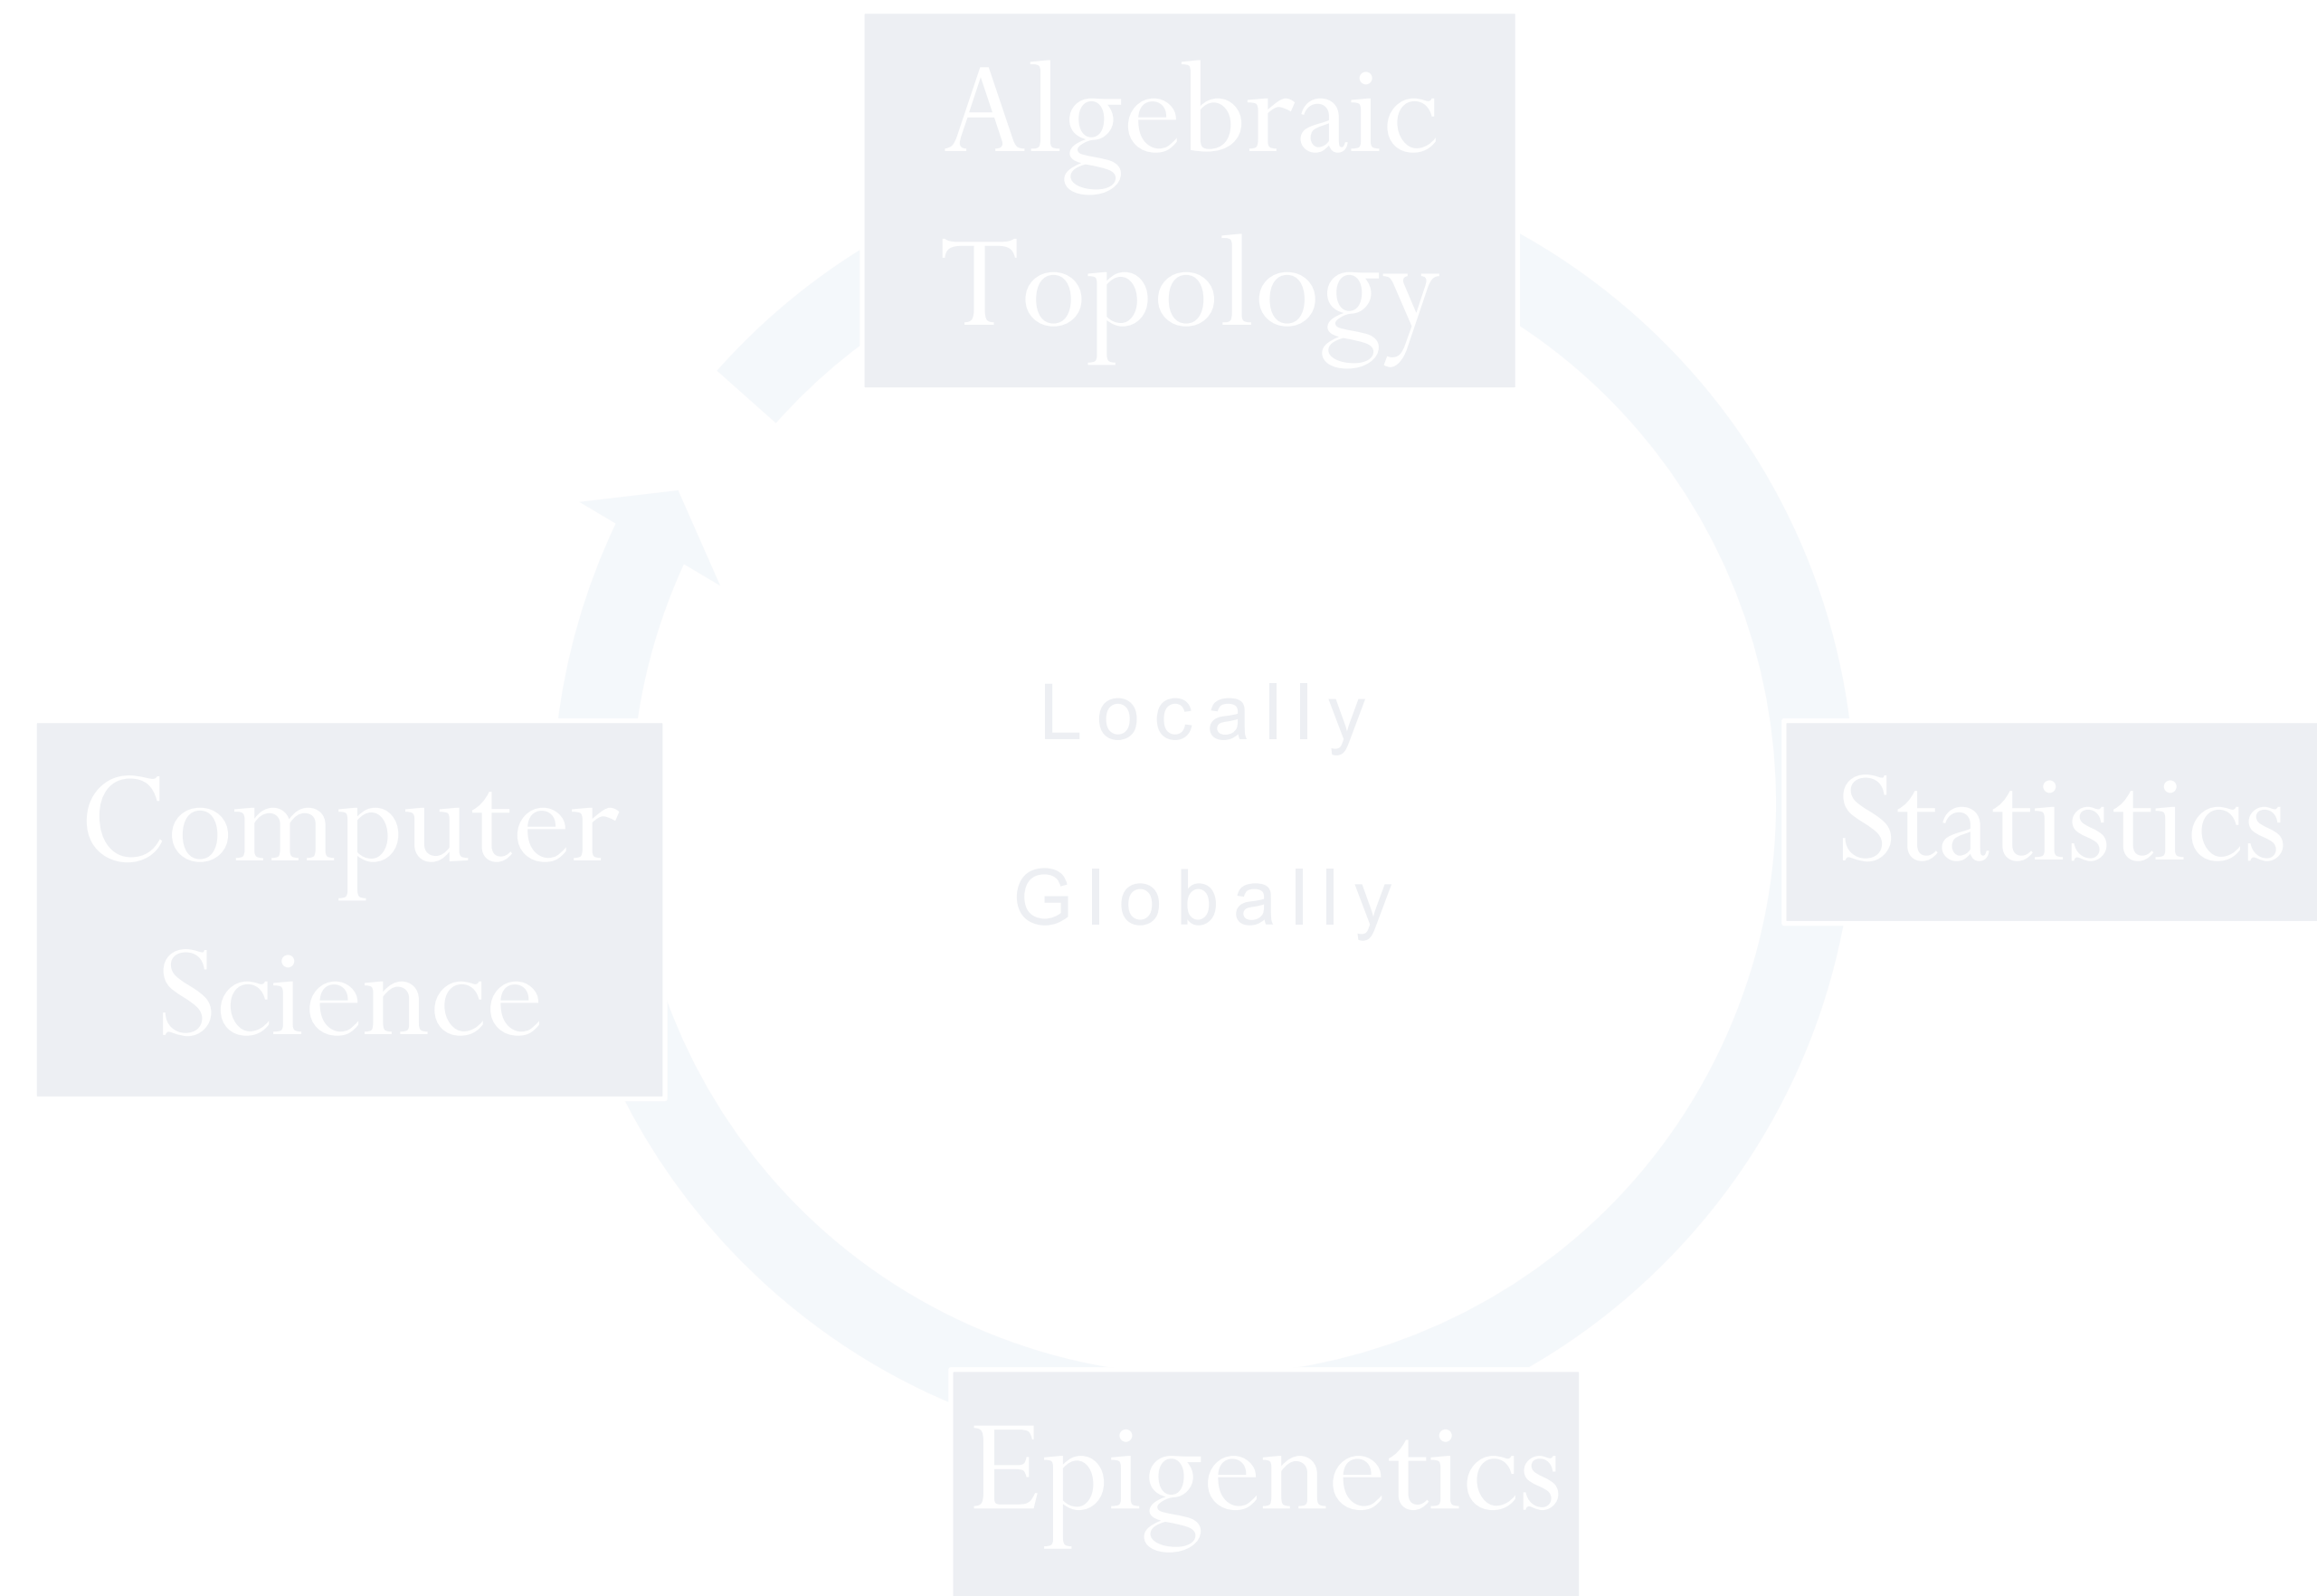 Algebraic
Topology
Locally
Globally
Computer
Science
Statistics
Epigenetics